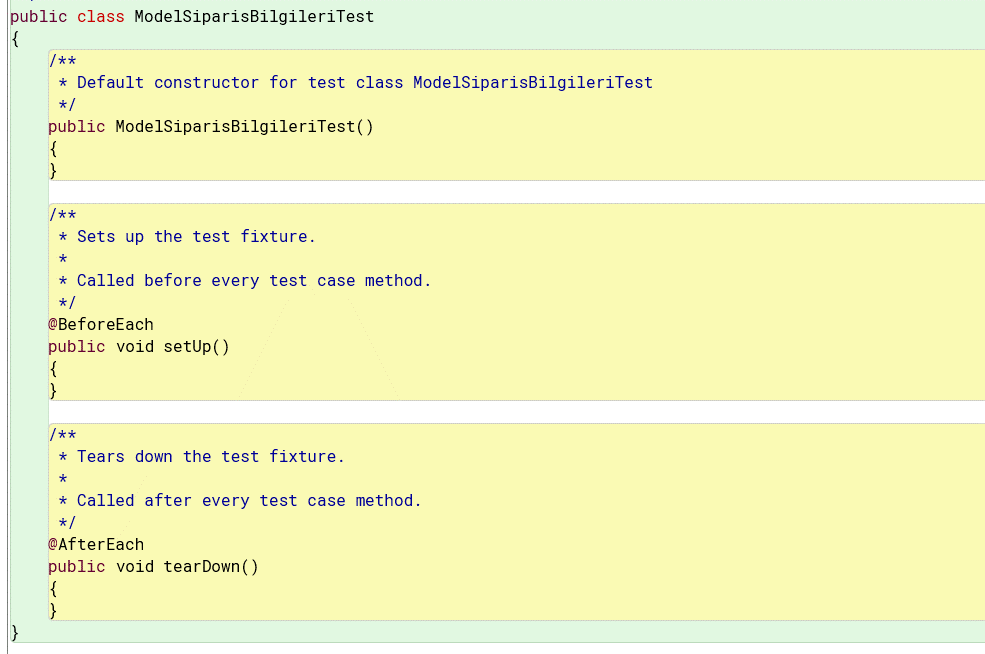 public class ModelSiparisBilgileriTest
{
    /**
     * Default constructor for test class ModelSiparisBilgileriTest
     */
    public ModelSiparisBilgileriTest()
    {
    }
    /**
     * Sets up the test fixture.
     *
     * Called before every test case method.
     */
    @BeforeEach
    public void setUp()
    {
    }
    /**
     * Tears down the test fixture.
     *
     * Called after every test case method.
     */
    @AfterEach
    public void tearDown()
    {
    }
}